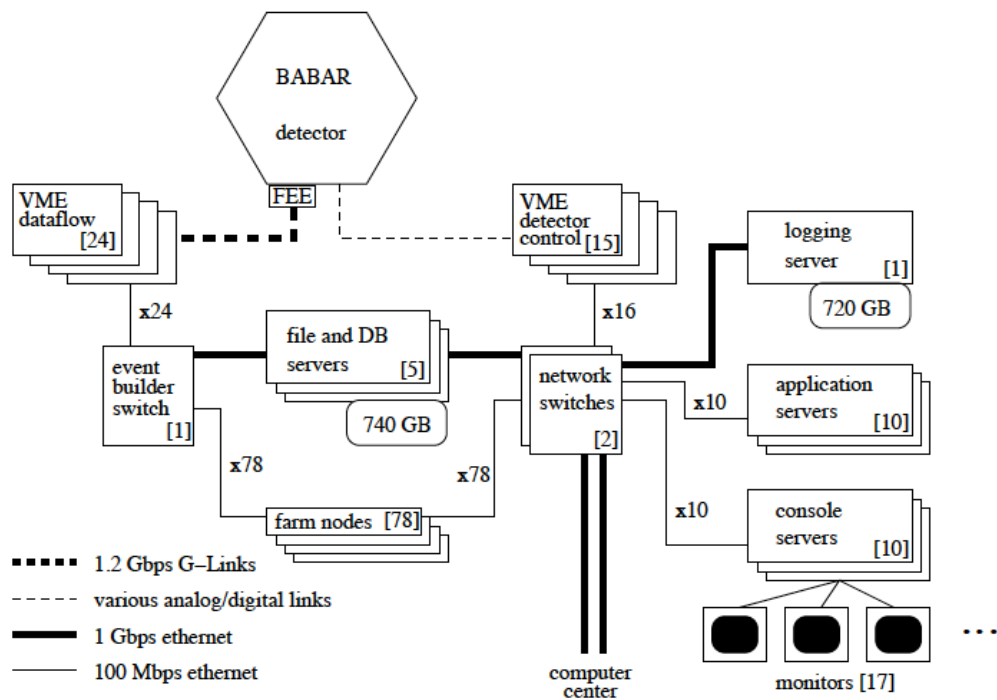 BABAR
detector
FEE
VME
dataflow
[24]
VME
detector
control
[15]
logging
server
[1]
720 GB
x24
x16
file and DB
servers
[5]
740 GB
event
builder
switch
[1]
network
switches
[2]
x10
application
servers
[10]
x78
x78
x10
farm nodes [78]
console
servers
[10]
1.2 Gbps G–Links
various analog/digital links
1 Gbps ethernet
100 Mbps ethernet
computer
center
monitors [17]
...